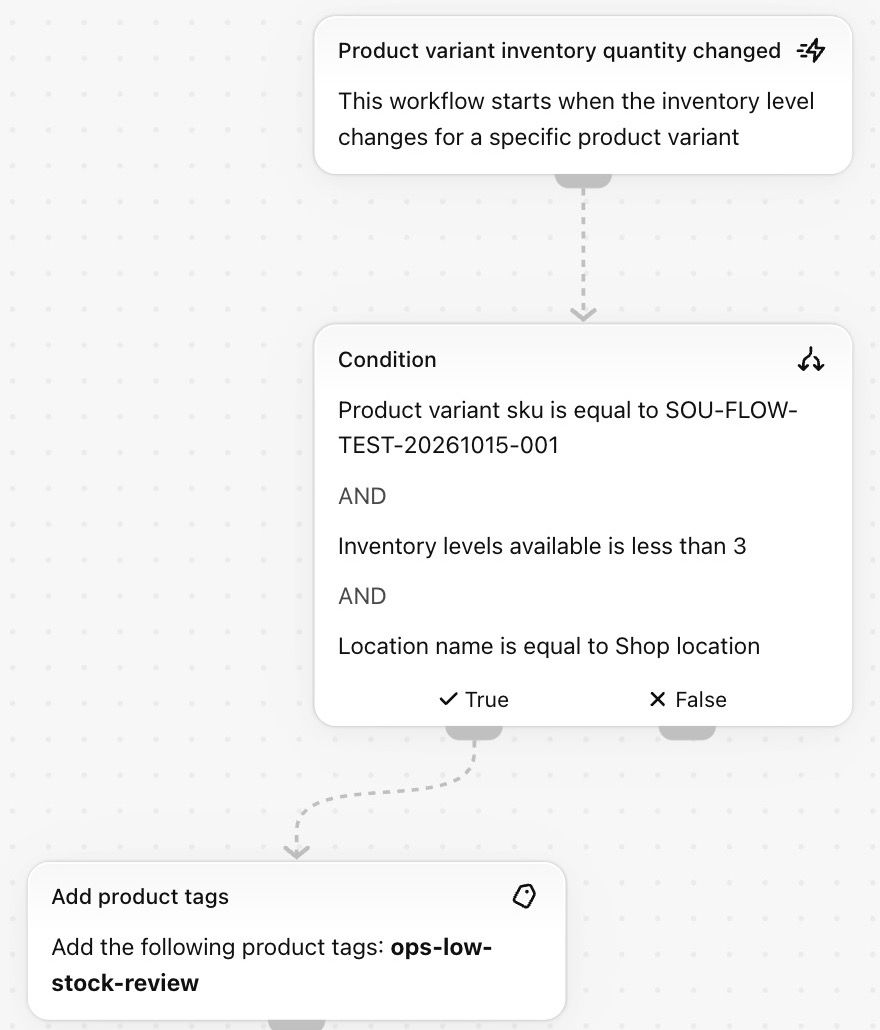 Product variant inventory quantity changed
This workflow starts when the inventory level
changes for a specific product variant
Condition
Product variant sku is equal to SOU-FLOW-
TEST-20261015-001
AND
Inventory levels available is less than 3
AND
Location name is equal to Shop location
True False
Add product tags
Add the following product tags: ops-low-
stock-review